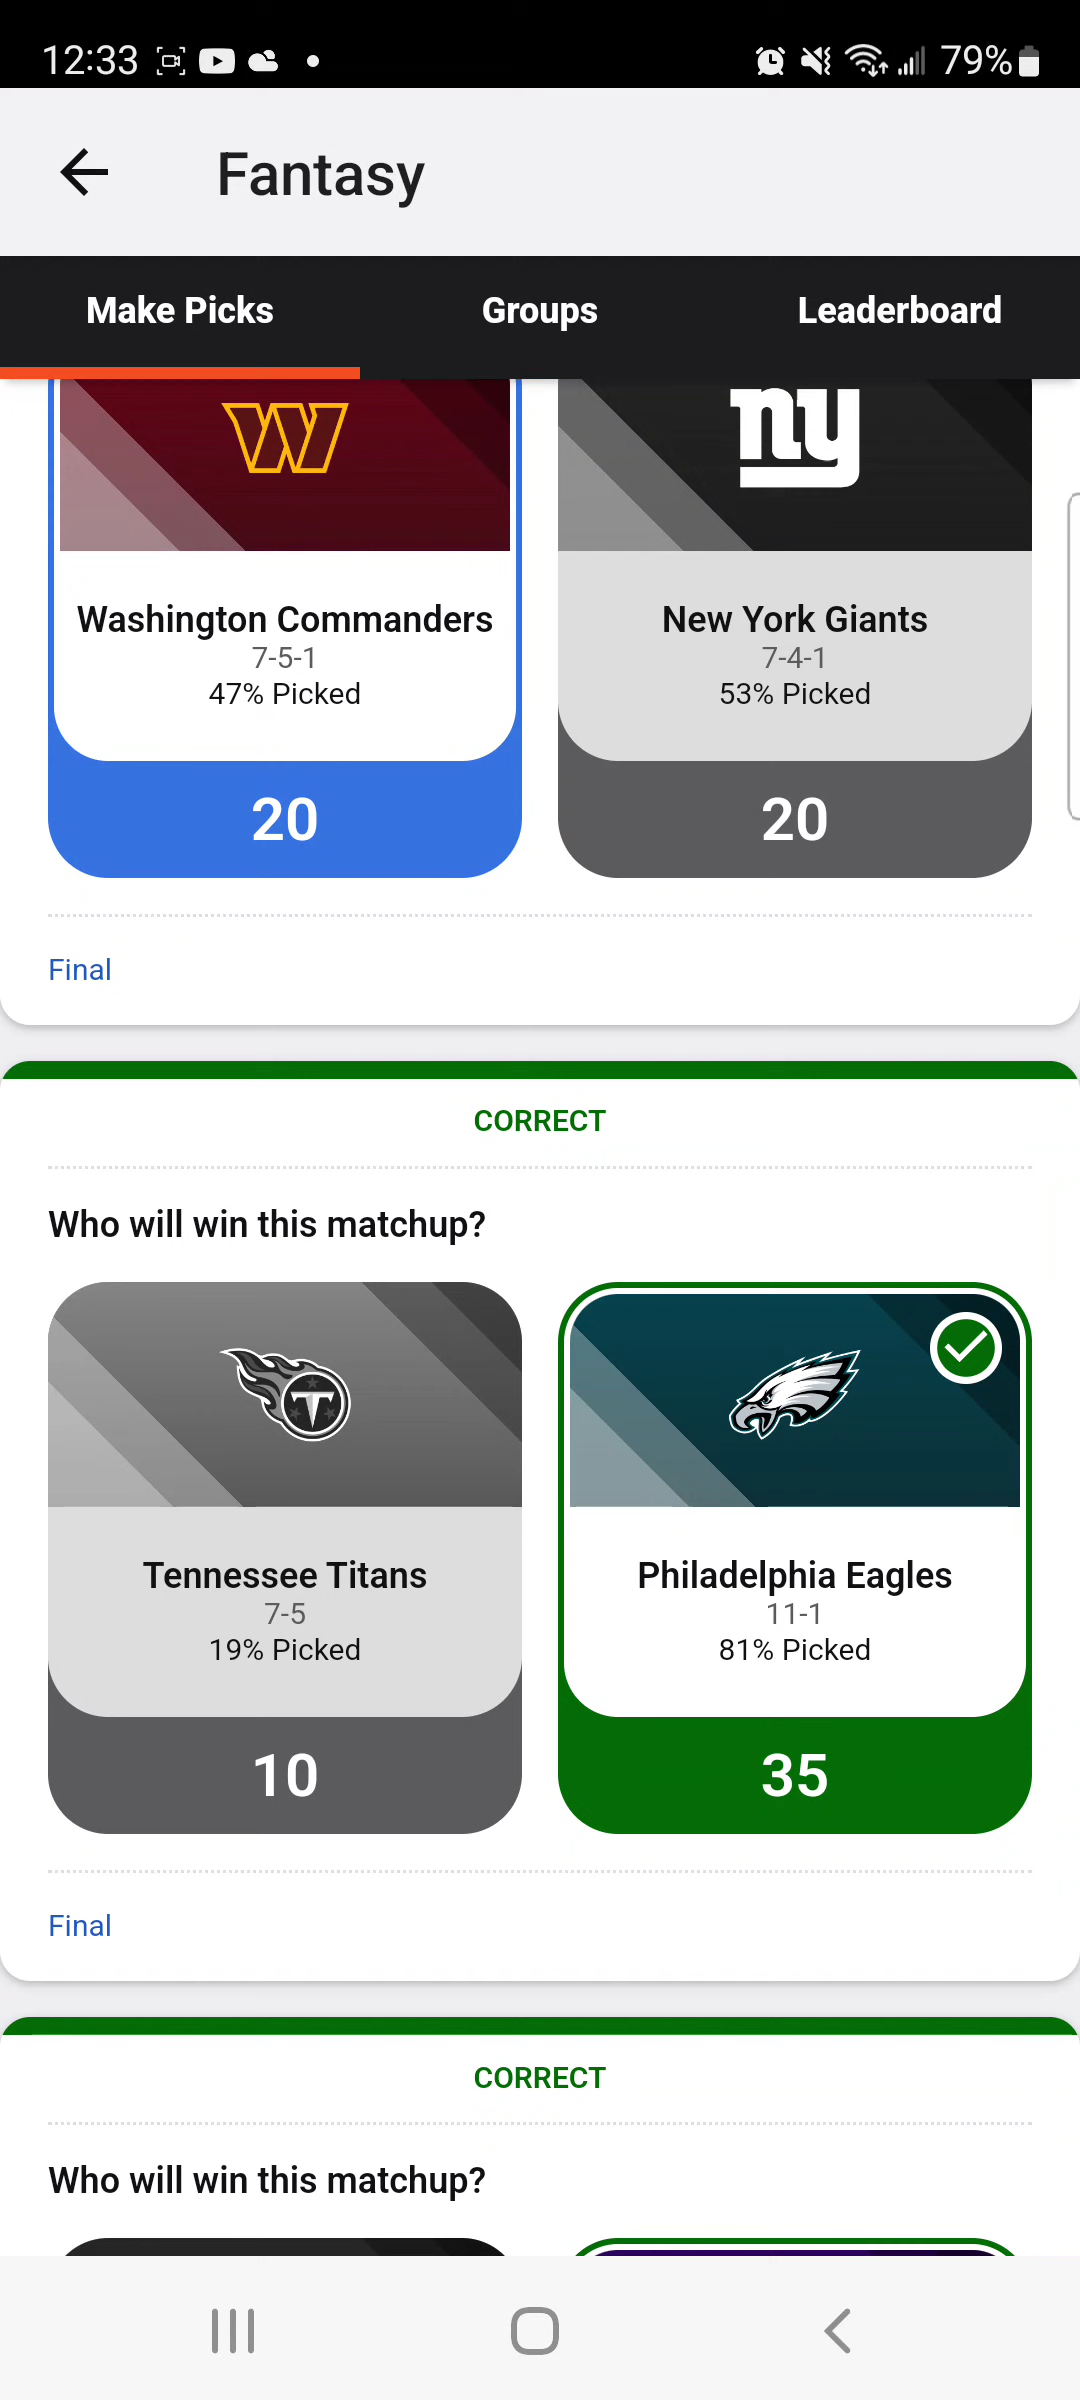 12:33
79%
Fantasy
Make Picks
Groups
Leaderboard
W
ny
Washington Commanders
7-5-1
47% Picked
20
New York Giants
7-4-1
53% Picked
20
Final
CORRECT
Who will win this matchup?
T
Tennessee Titans
7-5
19% Picked
10
Philadelphia Eagles
11-1
81% Picked
35
Final
CORRECT
Who will win this matchup?